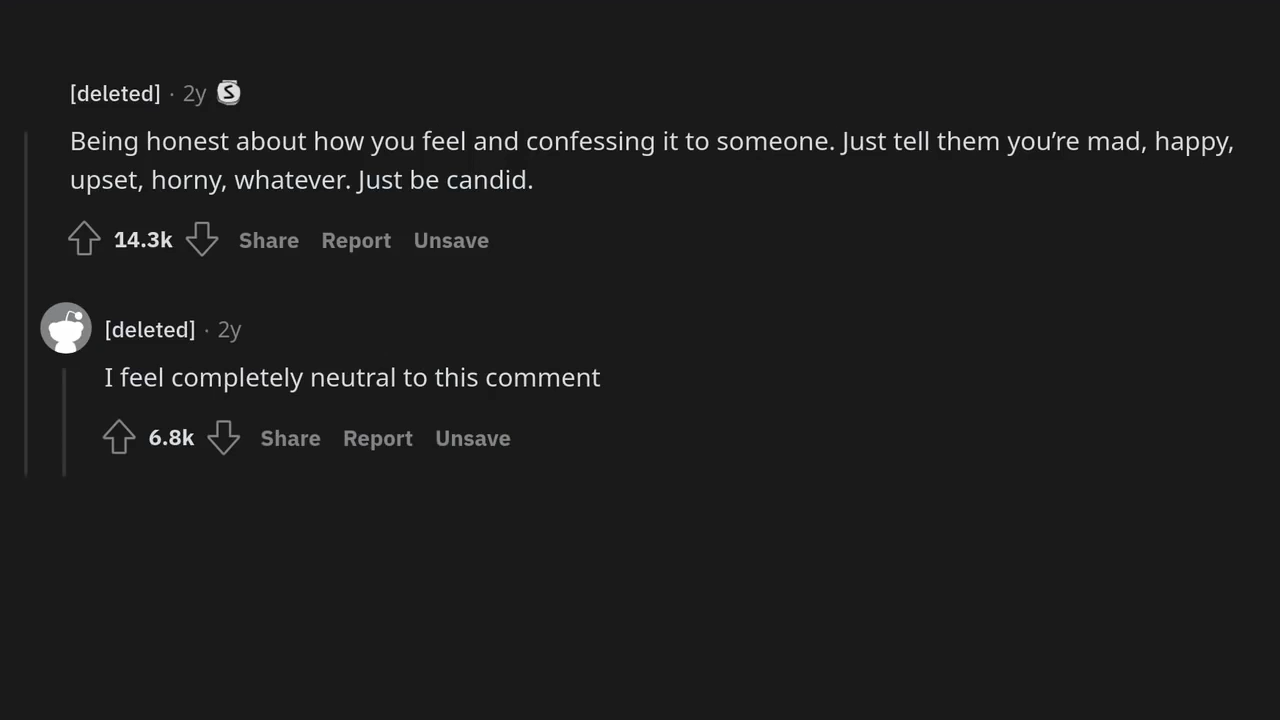 [deleted] · 2y S
Being honest about how you feel and confessing it to someone. Just tell them you’re mad, happy,
upset, horny, whatever. Just be candid.
14.3k Share Report Unsave
[deleted] · 2y
I feel completely neutral to this comment
6.8k Share Report Unsave